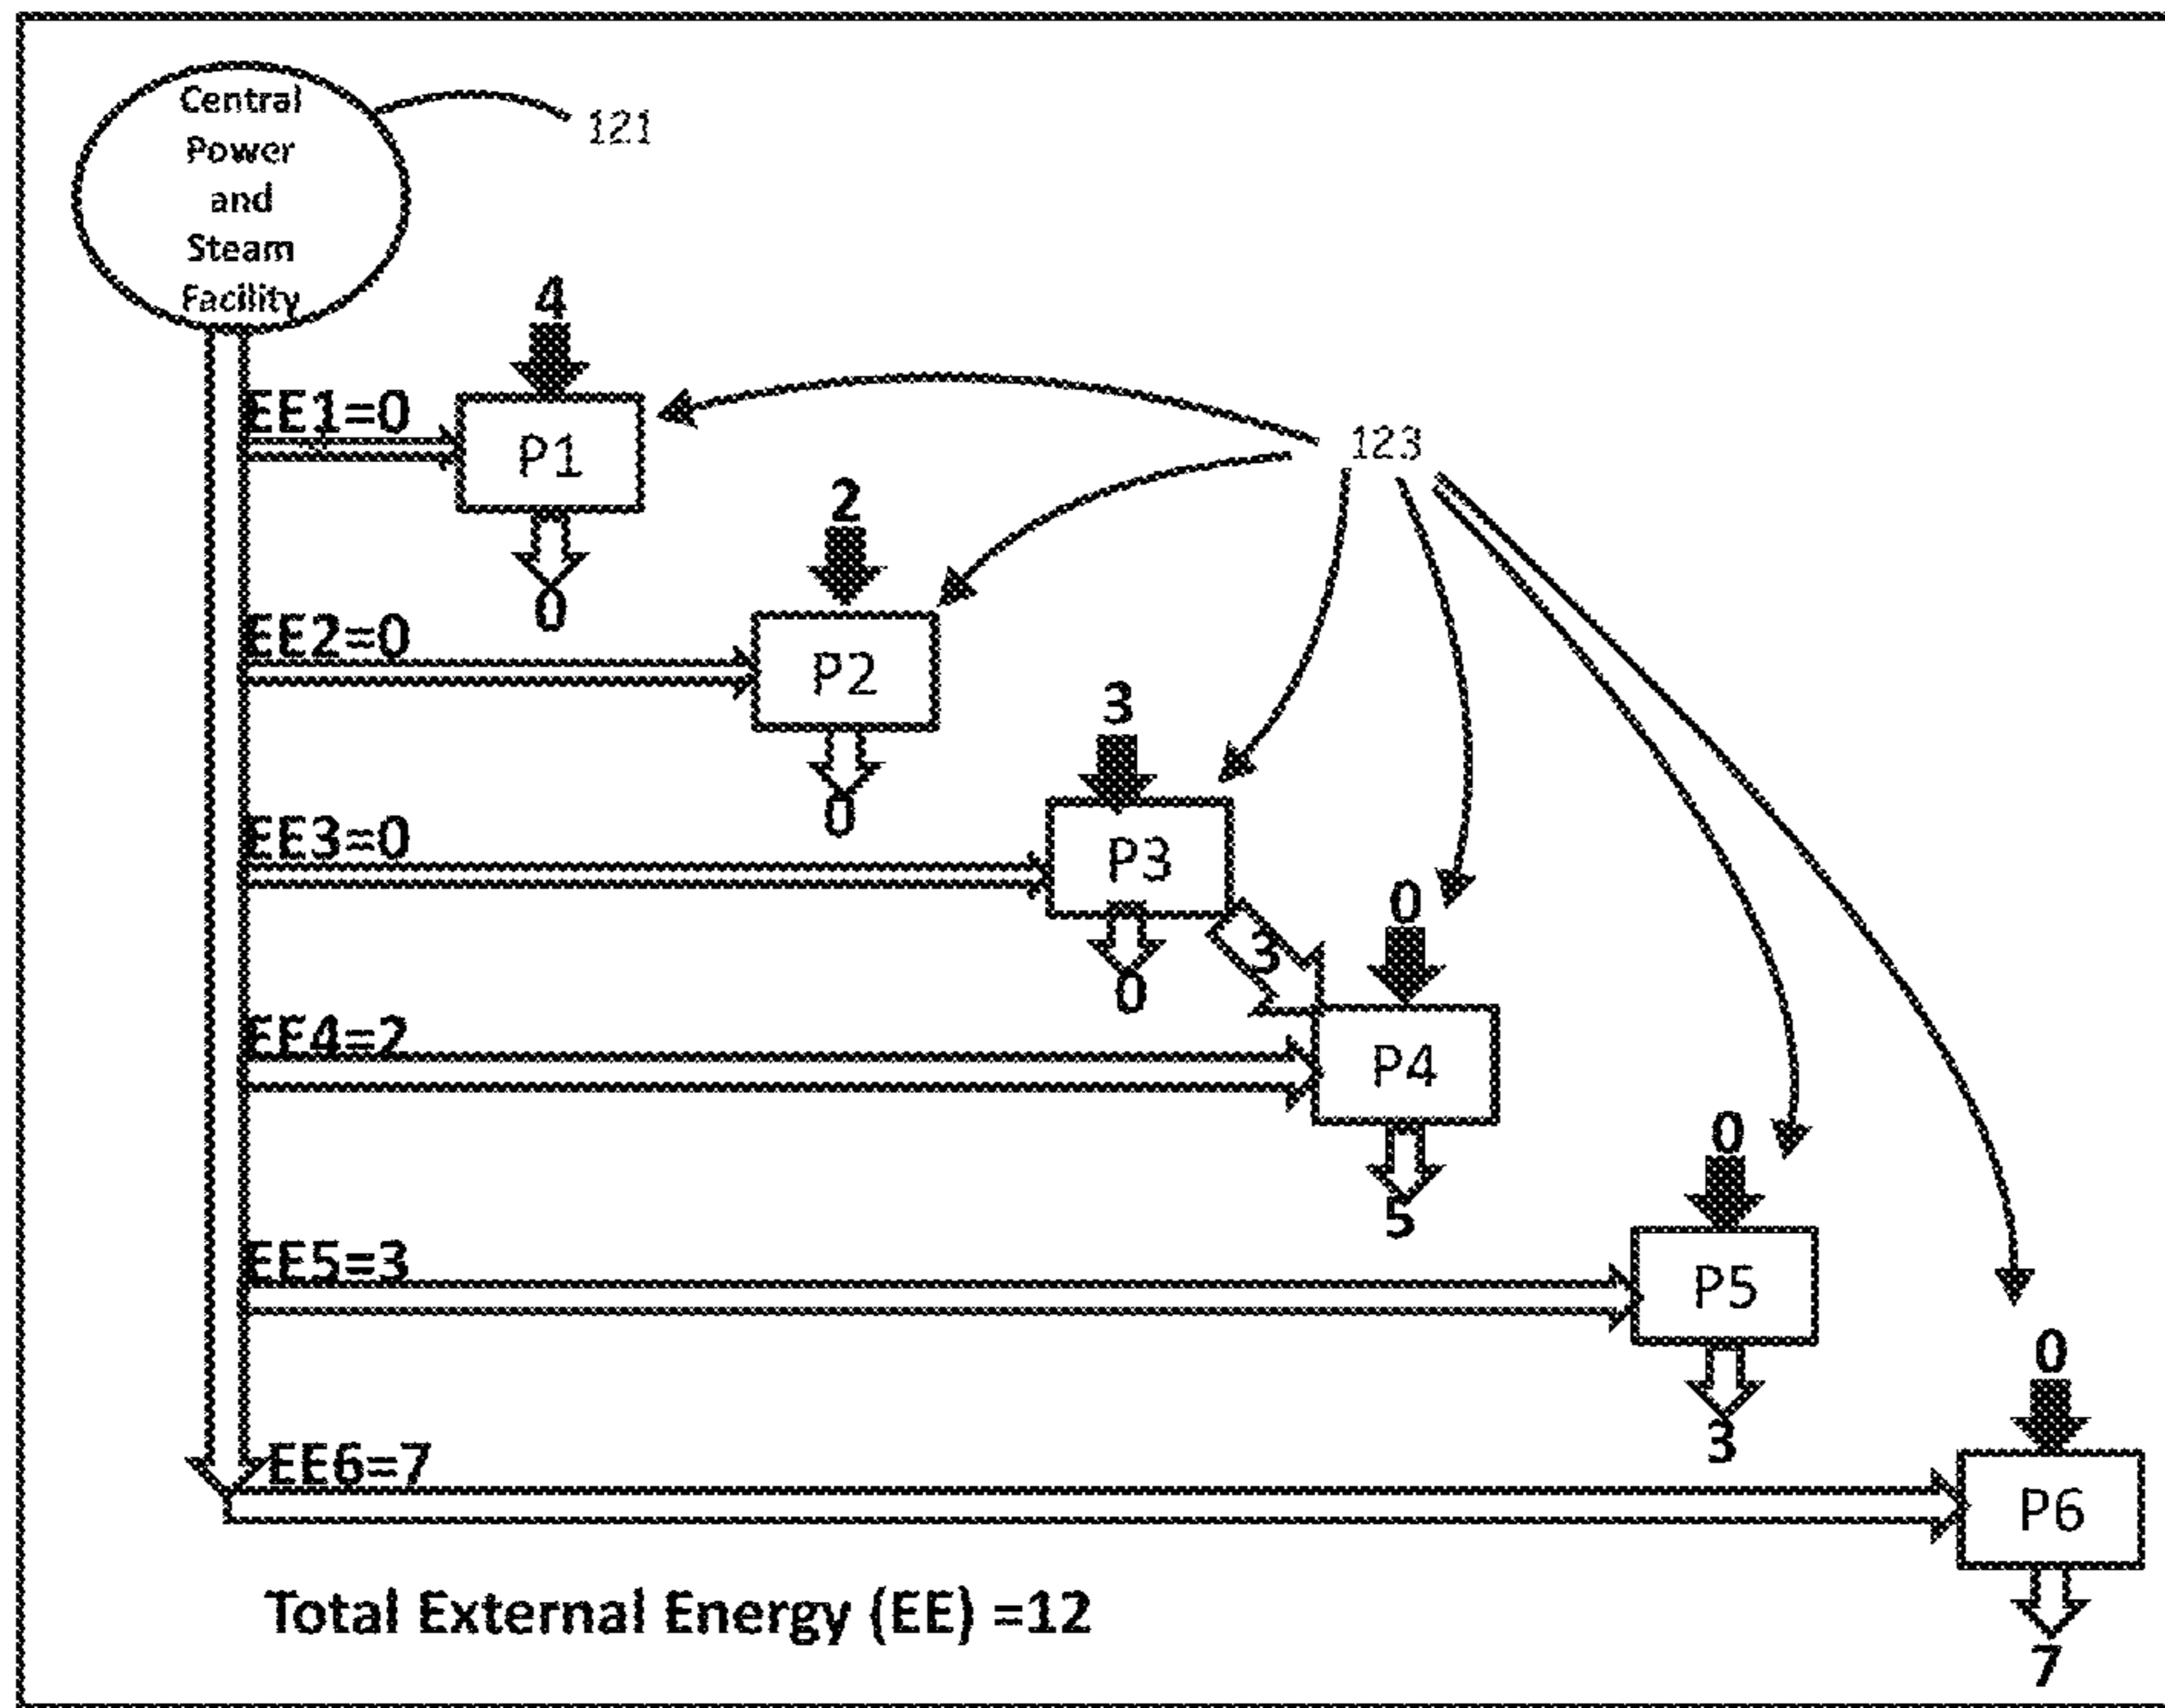 Central
Power
and
Steam
Facility
121
4
EE1=0
P1
123
0
2
EE2=0
P2
0
3
EE3=0
P3
0
3
0
EE4=2
P4
5
0
EE5=3
P5
3
0
EE6=7
P6
7
Total External Energy (EE) =12